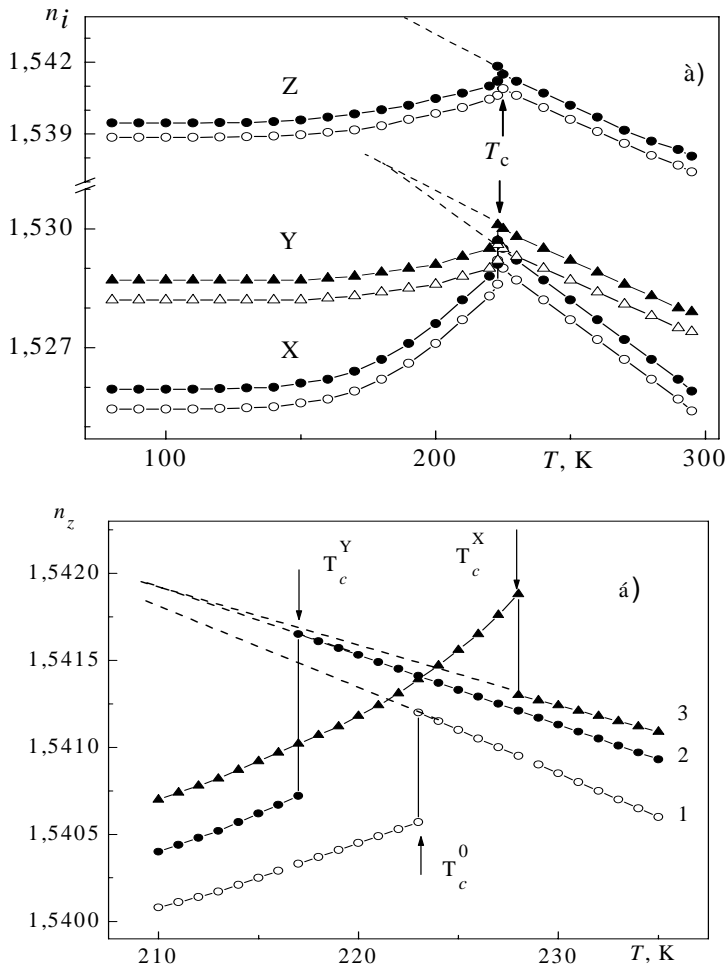 n_i
à)
1,542
Z
1,539
T_c
1,530
Y
1,527
X
100
200
300
T, K
n_z
T_c^Y
T_c^X
á)
1,5420
1,5415
1,5410
1,5405
1,5400
3
2
1
T_c^0
210
220
230
T, K